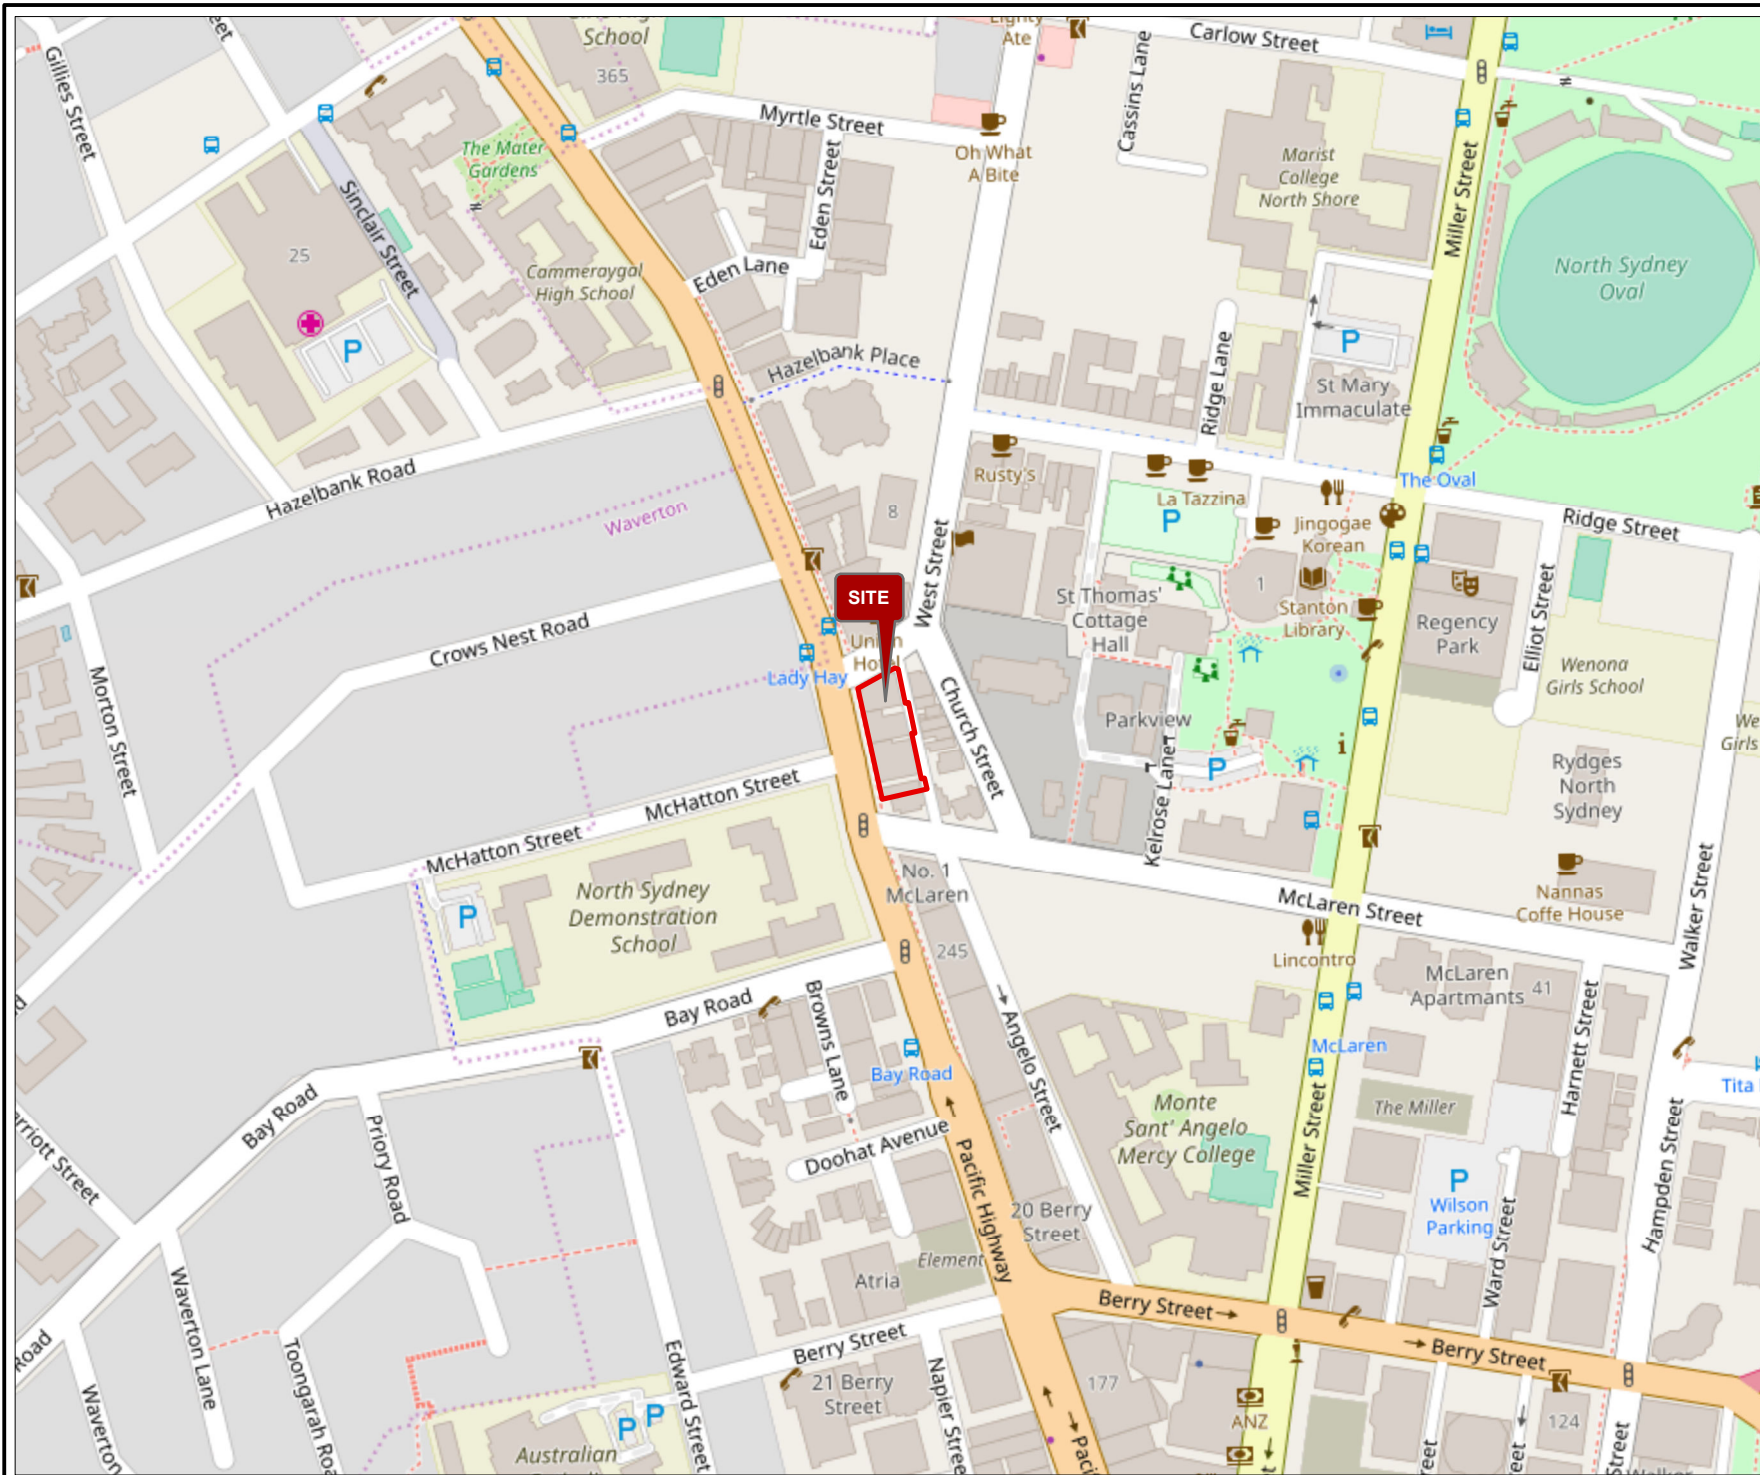 Eighty
Ate
School
365
Carlow Street
Cassins Lane
Gillies Street
Myrtle Street
The Mater
Gardens
Oh What
A Bite
Marist
College
North Shore
Miller Street
Eden Street
Sinclair Street
25
Cammeraygal
High School
Eden Lane
North Sydney
Oval
P
P
Hazelbank Place
Ridge Lane
St Mary
Immaculate
Hazelbank Road
Rusty's
La Tazzina
The Oval
Waverton
8
P
Jingogae
Korean
Ridge Street
West Street
1
SITE
St Thomas'
Cottage
Hall
Stanton
Library
Regency
Park
Elliot Street
Crows Nest Road
Union
Hotel
Lady Hay
Wenona
Girls School
Morton Street
Church Street
Parkview
Girls
P
McHatton Street
McHatton Street
Kelrose Lane
Rydges
North
Sydney
No. 1
McLaren
McLaren Street
Walker Street
Nannas
Coffe House
North Sydney
Demonstration
School
P
245
Lincontro
McLaren
Apartmants
41
Bay Road
Browns Lane
Angelo Street
Harnett Street
Bay Road
McLaren
Tita
Bay Road
Priory Road
Monte
Sant' Angelo
Mercy College
The Miller
Miller Street
Doohat Avenue
Pacific Highway
P
Wilson
Parking
Ward Street
Hampden Street
20 Berry
Street
Element
Atria
Waverton Lane
Berry Street
Berry Street
Berry Street
Road
Toongarah
Edward Street
Napier
21 Berry
Street
177
Waverton
P
P
ANZ
124
Australian
Street